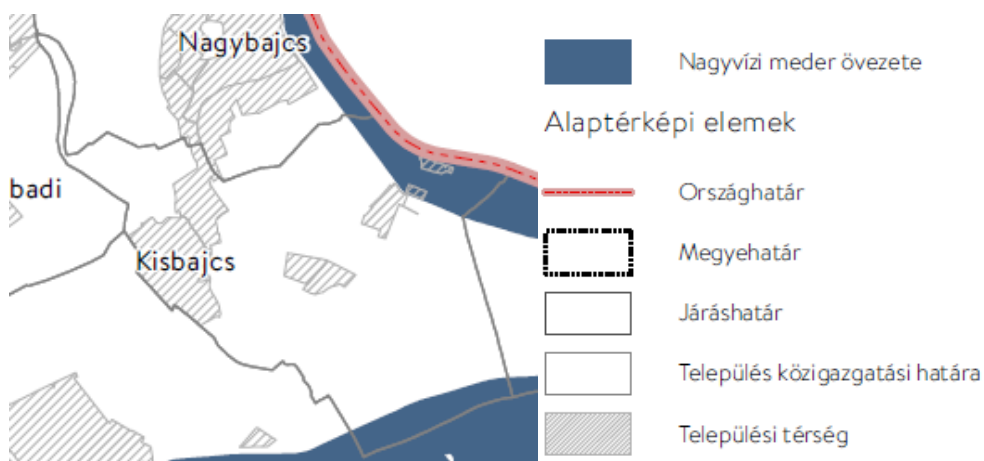 Nagybajcs
badi
Kisbajcs
Nagyvízi meder övezete
Alaptérképi elemek
Országhatár
Megyehatár
Járáshatár
Település közigazgatási határa
Települési térség